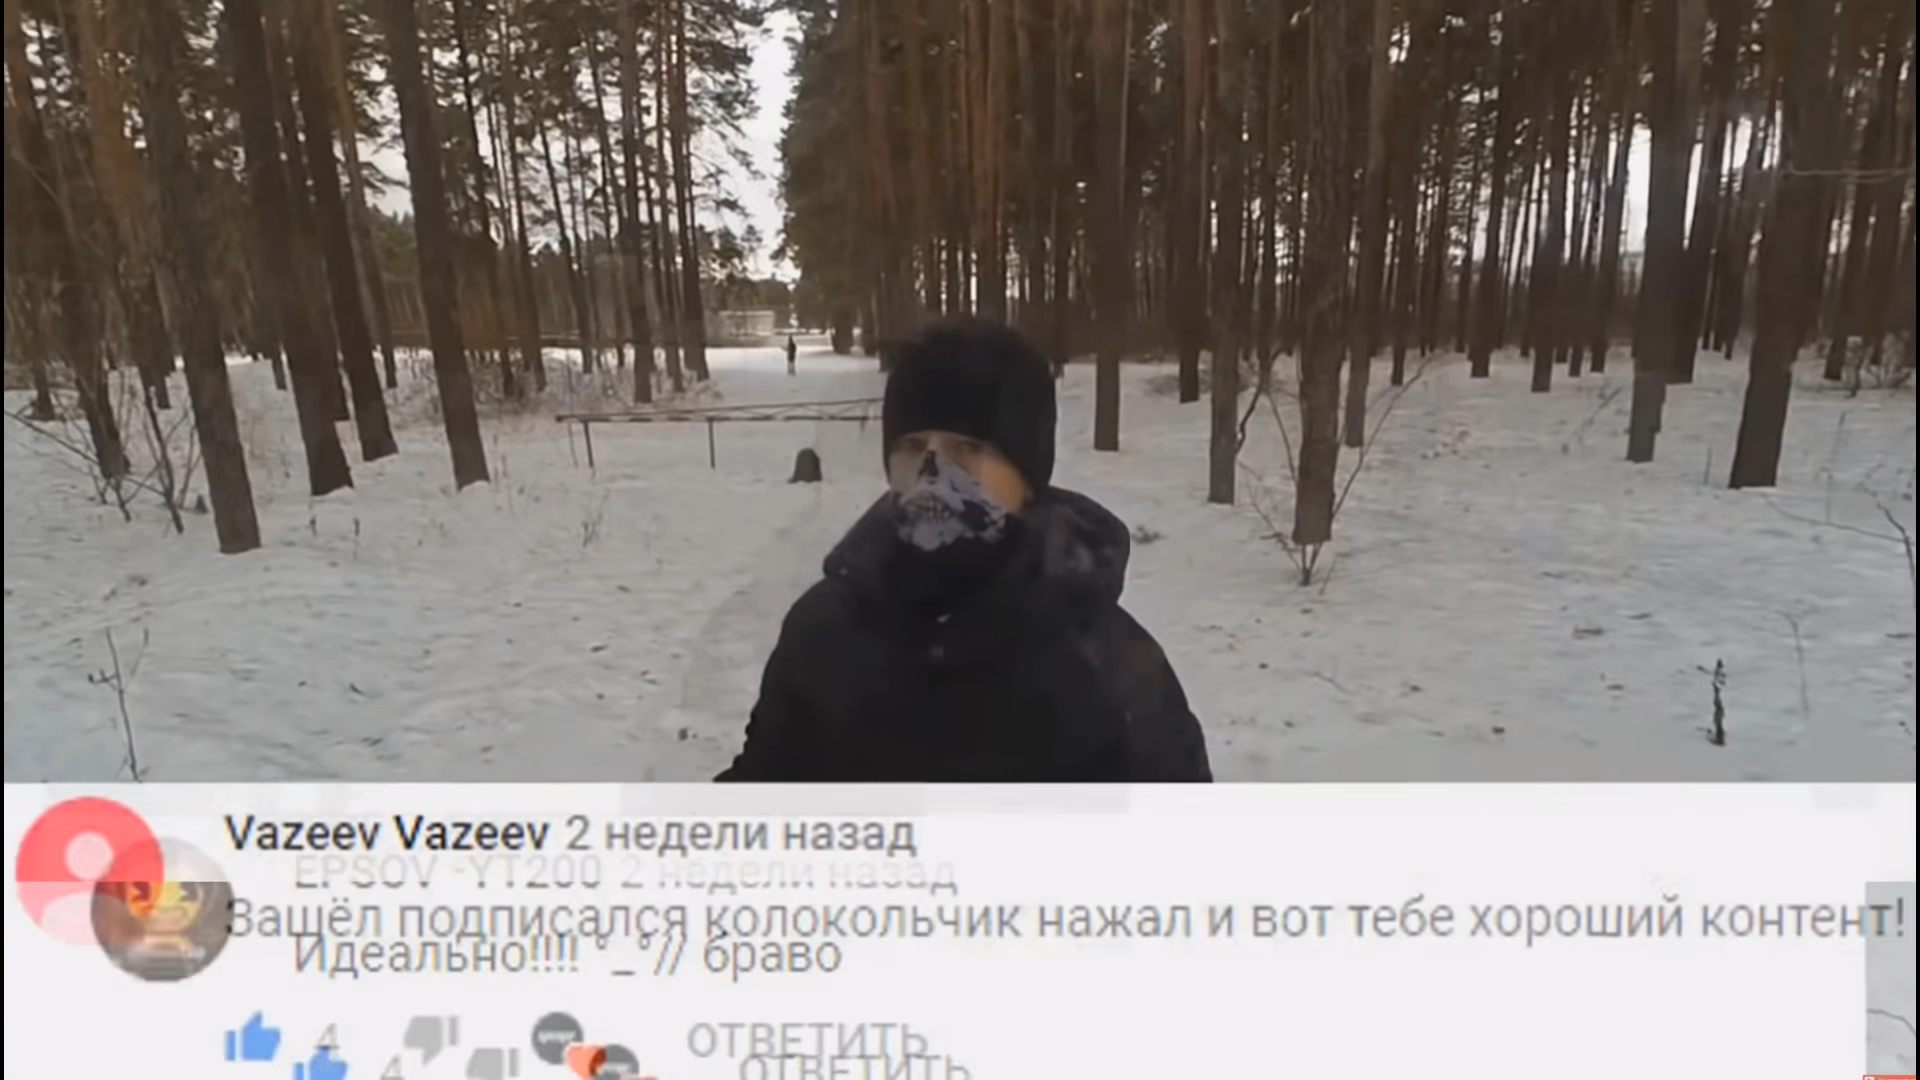 Vazeev Vazeev 2 недели назад
EPSOV -YT200 2 недели назад
Зашёл подписался колокольчик нажал и вот тебе хороший контент!
Идеально!!!! °_°// браво
4 ОТВЕТИТЬ
4 ОТВЕТИТЬ